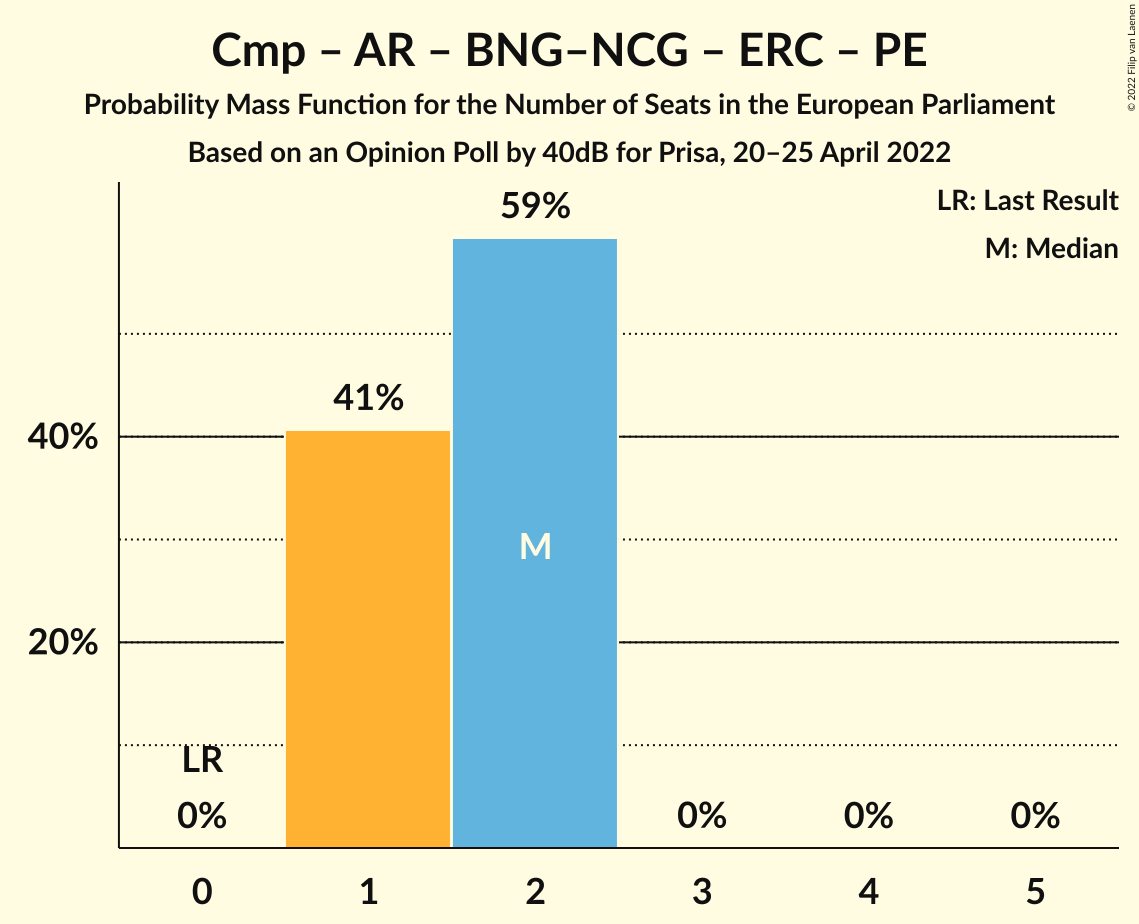 Cmp – AR – BNG–NCG – ERC – PE
Probability Mass Function for the Number of Seats in the European Parliament
Based on an Opinion Poll by 40dB for Prisa, 20–25 April 2022
© 2022 Filip van Laenen
LR: Last Result
M: Median
59%
41%
40%
M
20%
LR
0%
0%
0%
0%
0
1
2
3
4
5